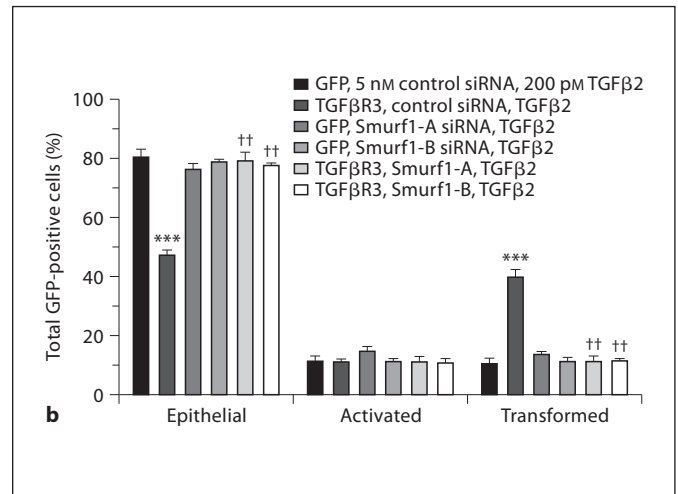 GFP, 5 nM control siRNA, 200 pM TGFβ2
TGFβR3, control siRNA, TGFβ2
GFP, Smurf1-A siRNA, TGFβ2
GFP, Smurf1-B siRNA, TGFβ2
TGFβR3, Smurf1-A, TGFβ2
TGFβR3, Smurf1-B, TGFβ2
Total GFP-positive cells (%)
100
80
60
40
20
0
***
††
††
***
††
††
Epithelial
Activated
Transformed
b